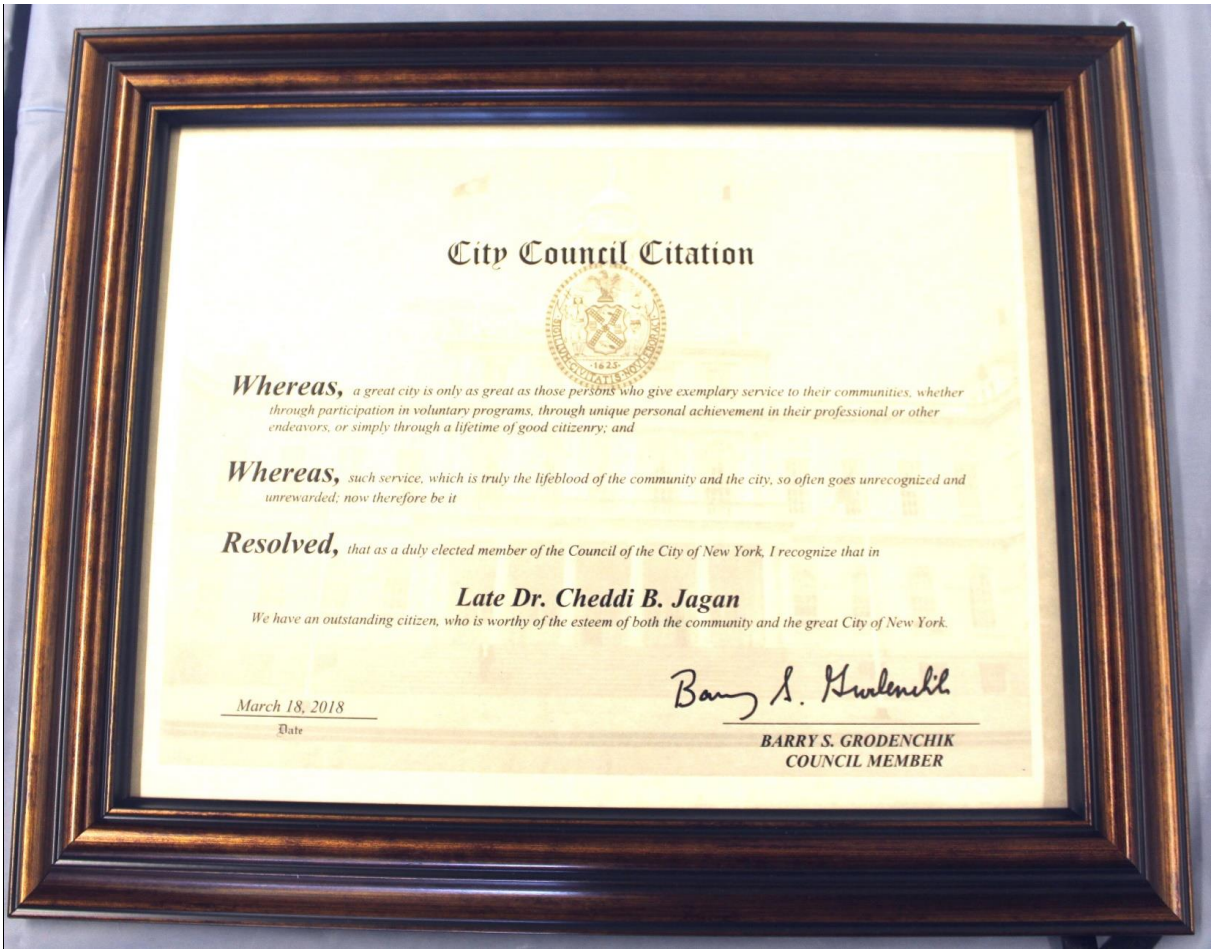 City Council Citation
SIGILLUM CIVITATIS NOVI EBORACI
·1625·
Whereas, a great city is only as great as those persons who give exemplary service to their communities, whether
through participation in voluntary programs, through unique personal achievement in their professional or other
endeavors, or simply through a lifetime of good citizenry; and
Whereas, such service, which is truly the lifeblood of the community and the city, so often goes unrecognized and
unrewarded; now therefore be it
Resolved, that as a duly elected member of the Council of the City of New York, I recognize that in
Late Dr. Cheddi B. Jagan
We have an outstanding citizen, who is worthy of the esteem of both the community and the great City of New York.
Barry S. Grodenchik
March 18, 2018
Date
BARRY S. GRODENCHIK
COUNCIL MEMBER